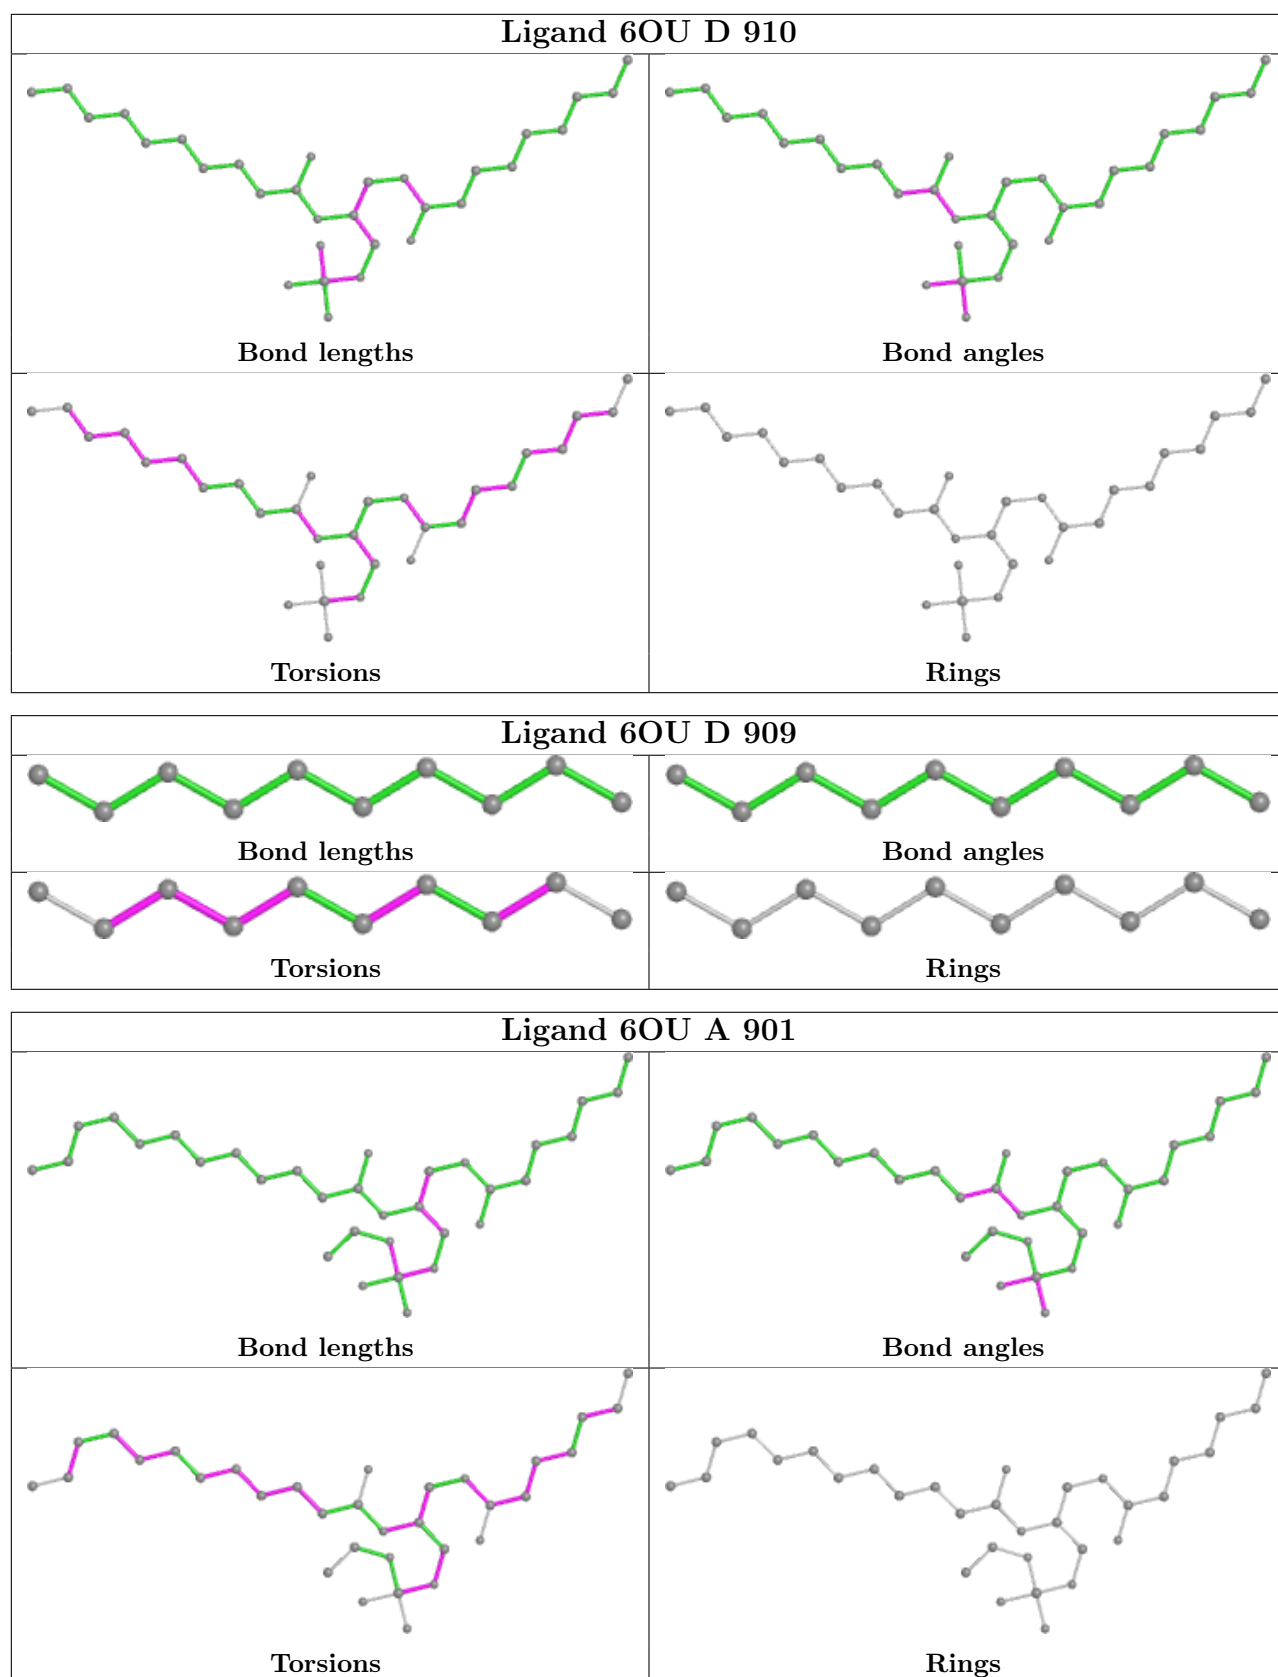 Ligand 6OU D 910
Bond lengths
Bond angles
Torsions
Rings
Ligand 6OU D 909
Bond lengths
Bond angles
Torsions
Rings
Ligand 6OU A 901
Bond lengths
Bond angles
Torsions
Rings